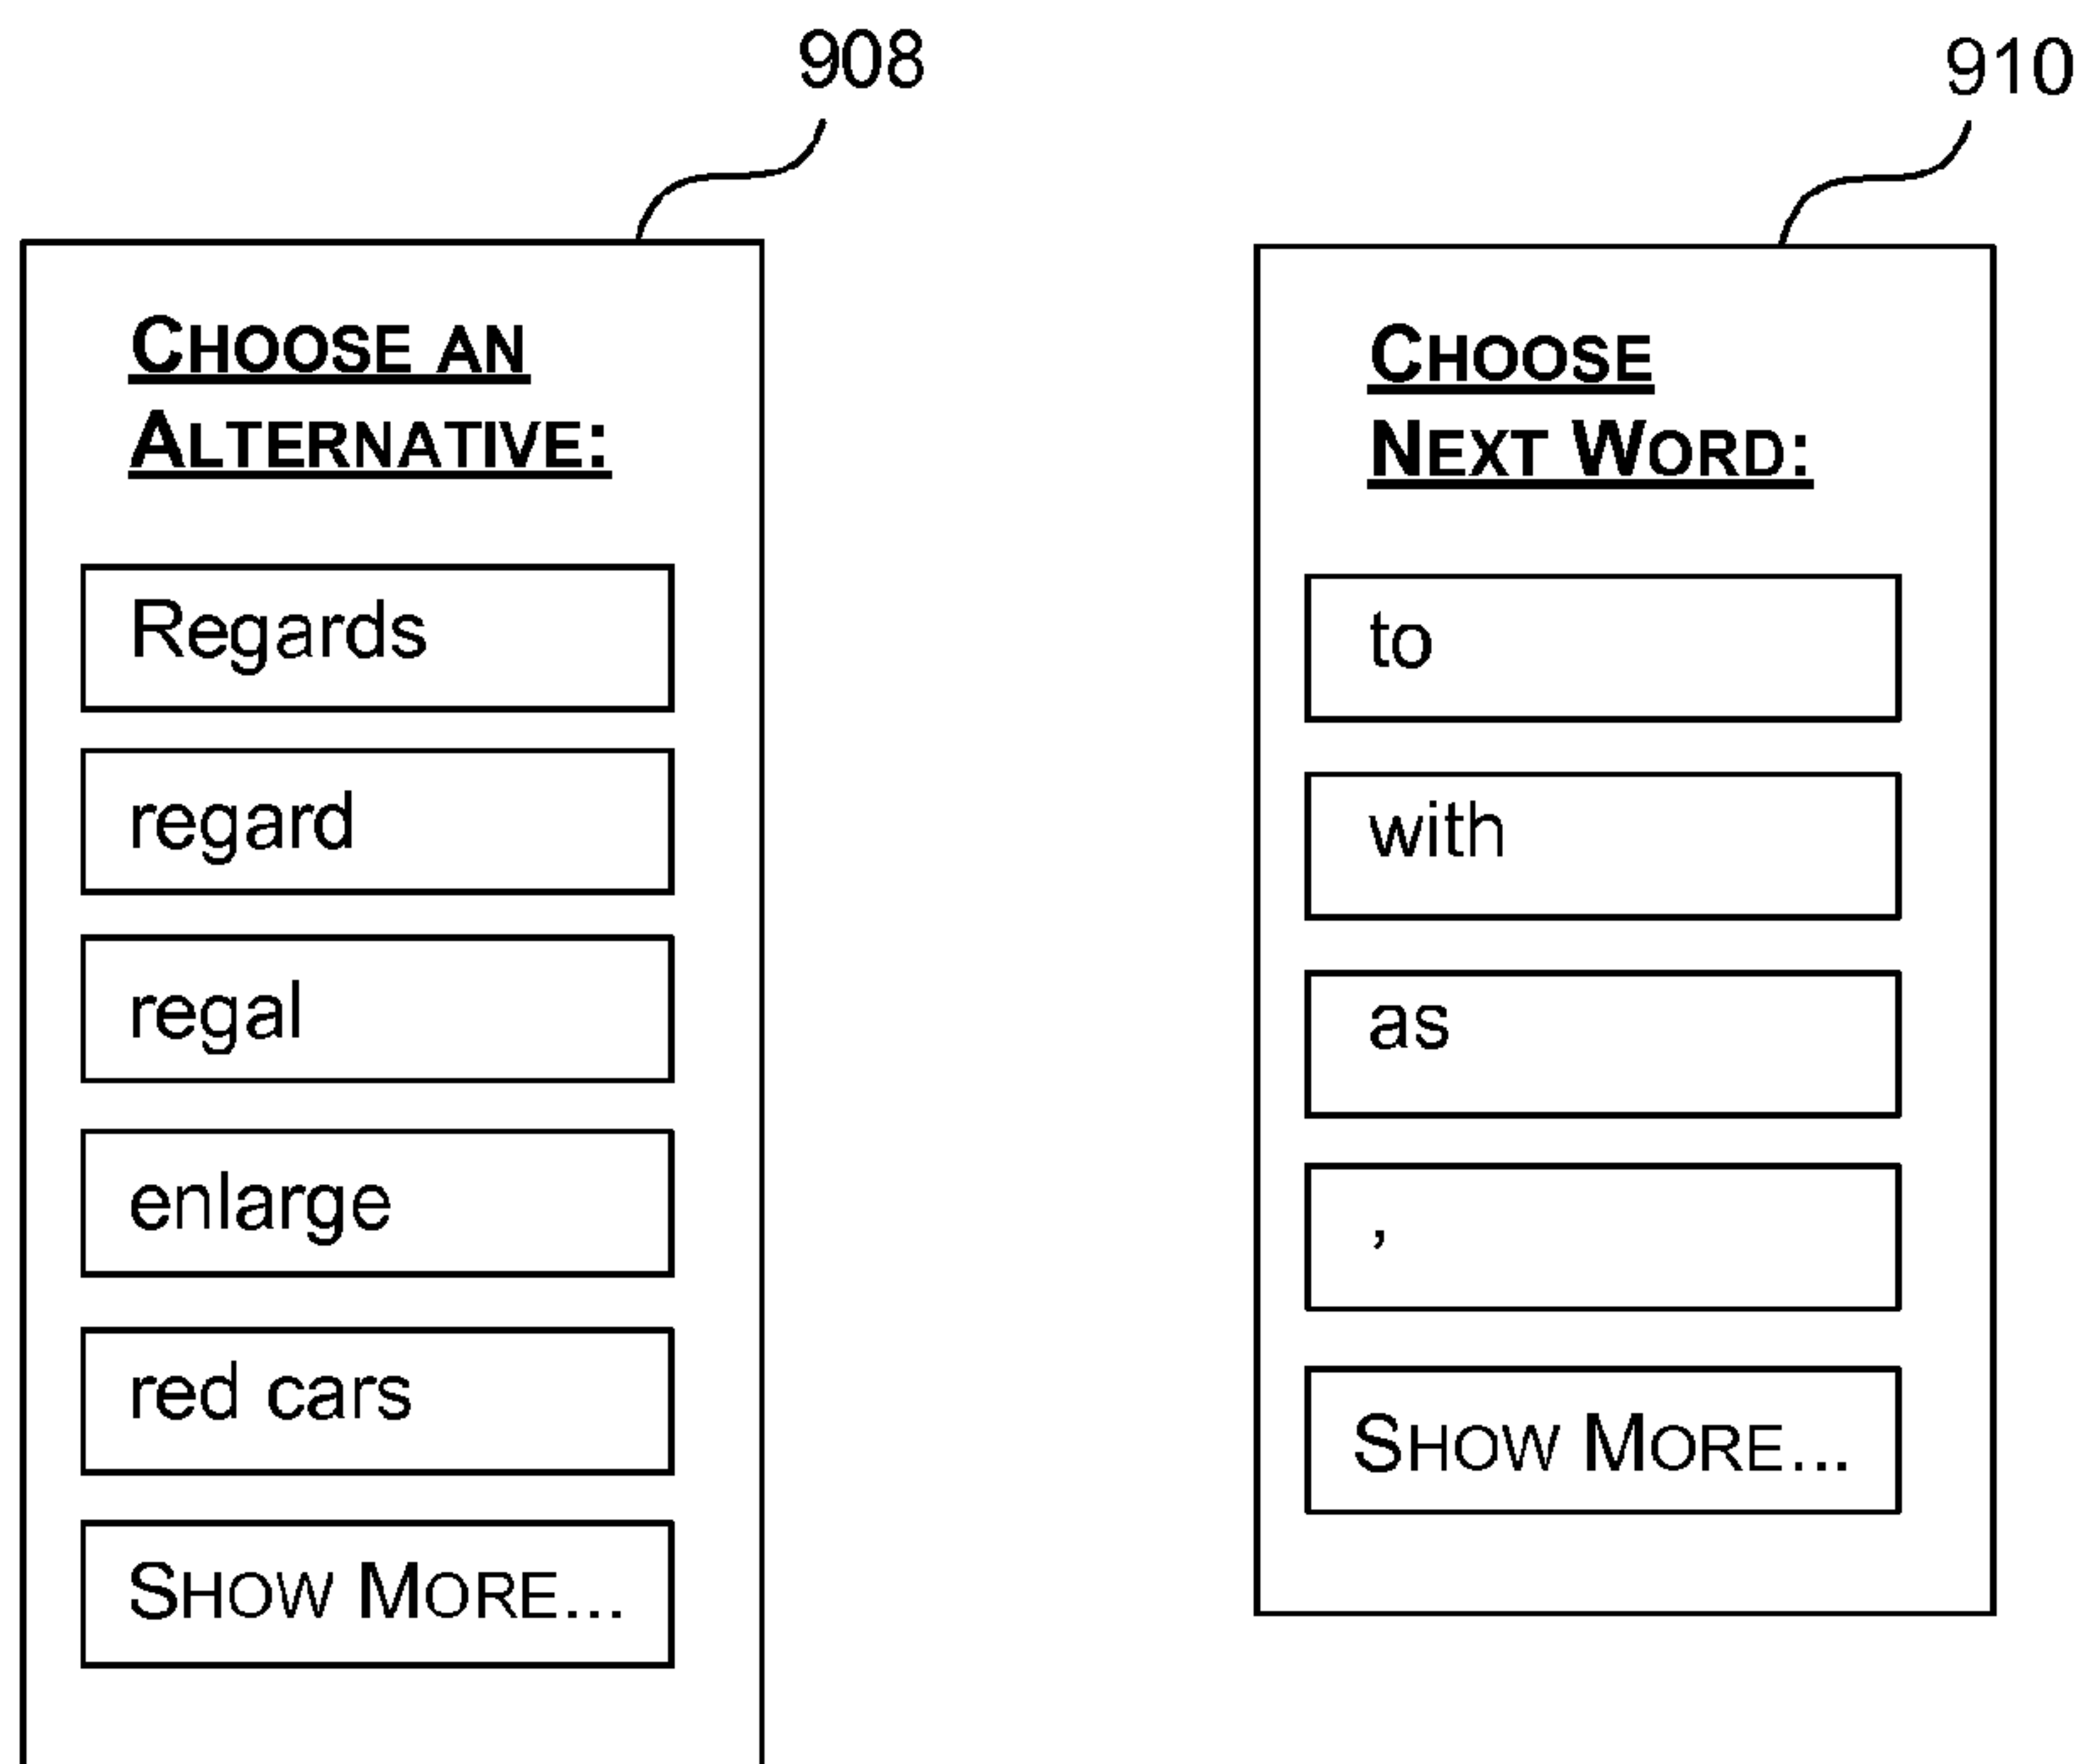 908
CHOOSE AN
ALTERNATIVE:
Regards
regard
regal
enlarge
red cars
SHOW MORE...
910
CHOOSE
NEXT WORD:
to
with
as
,
SHOW MORE...